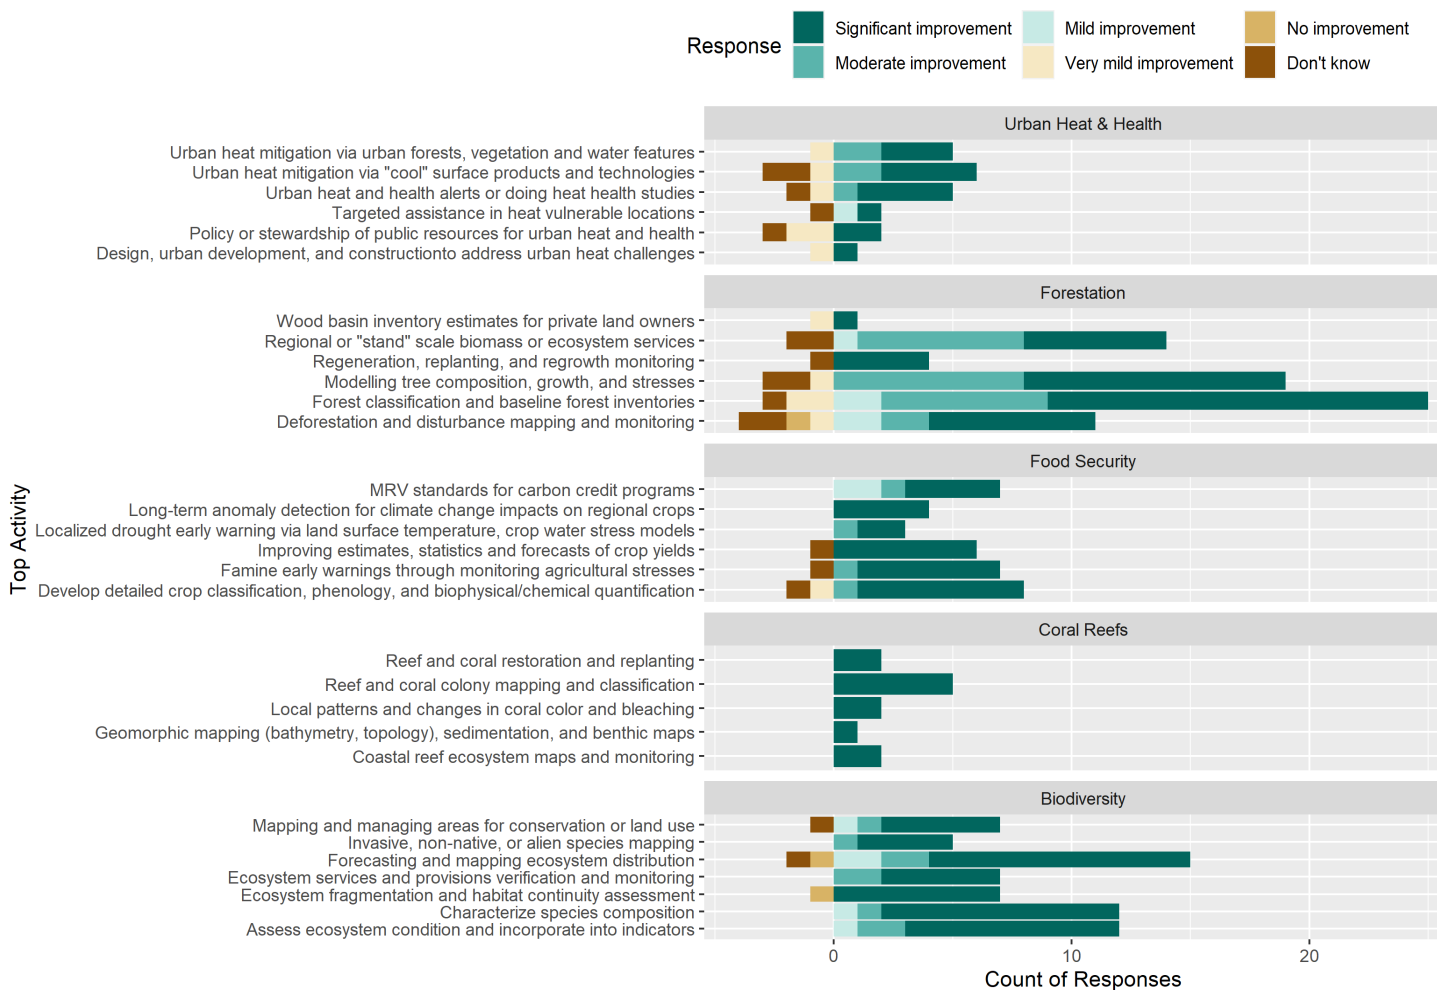 Response
Significant improvement
Mild improvement
No improvement
Moderate improvement
Very mild improvement
Don't know
Urban Heat & Health
Urban heat mitigation via urban forests, vegetation and water features
Urban heat mitigation via "cool" surface products and technologies
Urban heat and health alerts or doing heat health studies
Targeted assistance in heat vulnerable locations
Policy or stewardship of public resources for urban heat and health
Design, urban development, and constructionto address urban heat challenges
Forestation
Wood basin inventory estimates for private land owners
Regional or "stand" scale biomass or ecosystem services
Regeneration, replanting, and regrowth monitoring
Modelling tree composition, growth, and stresses
Forest classification and baseline forest inventories
Deforestation and disturbance mapping and monitoring
Food Security
MRV standards for carbon credit programs
Long-term anomaly detection for climate change impacts on regional crops
Localized drought early warning via land surface temperature, crop water stress models
Improving estimates, statistics and forecasts of crop yields
Famine early warnings through monitoring agricultural stresses
Develop detailed crop classification, phenology, and biophysical/chemical quantification
Top Activity
Coral Reefs
Reef and coral restoration and replanting
Reef and coral colony mapping and classification
Local patterns and changes in coral color and bleaching
Geomorphic mapping (bathymetry, topology), sedimentation, and benthic maps
Coastal reef ecosystem maps and monitoring
Biodiversity
Mapping and managing areas for conservation or land use
Invasive, non-native, or alien species mapping
Forecasting and mapping ecosystem distribution
Ecosystem services and provisions verification and monitoring
Ecosystem fragmentation and habitat continuity assessment
Characterize species composition
Assess ecosystem condition and incorporate into indicators
0 10 20
Count of Responses